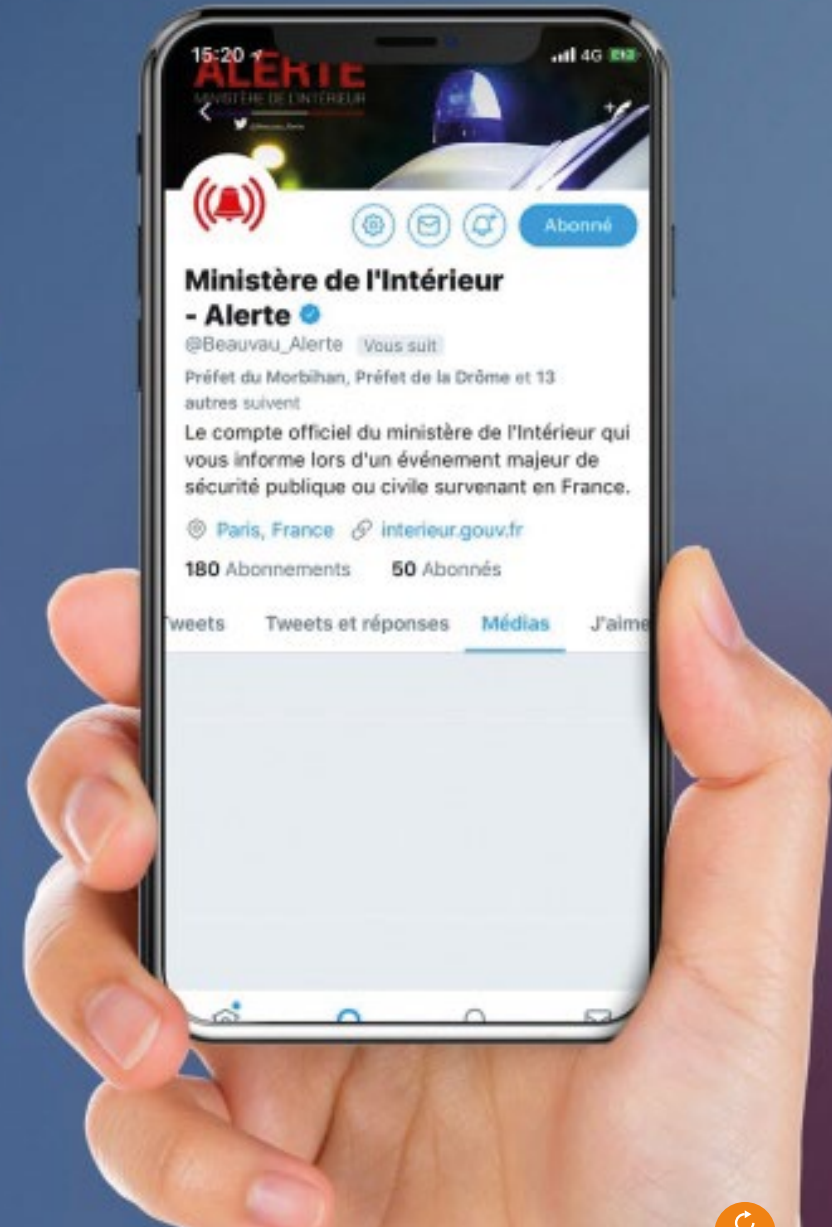 15:20
4G
ALERTE
MINISTÈRE DE L'INTÉRIEUR
Abonné
Ministère de l'Intérieur
- Alerte
@Beauvau_Alerte Vous suit
Préfet du Morbihan, Préfet de la Drôme et 13
autres suivent
Le compte officiel du ministère de l'Intérieur qui
vous informe lors d'un événement majeur de
sécurité publique ou civile survenant en France.
Paris, France interieur.gouv.fr
180 Abonnements 50 Abonnés
Tweets Tweets et réponses Médias J'aime